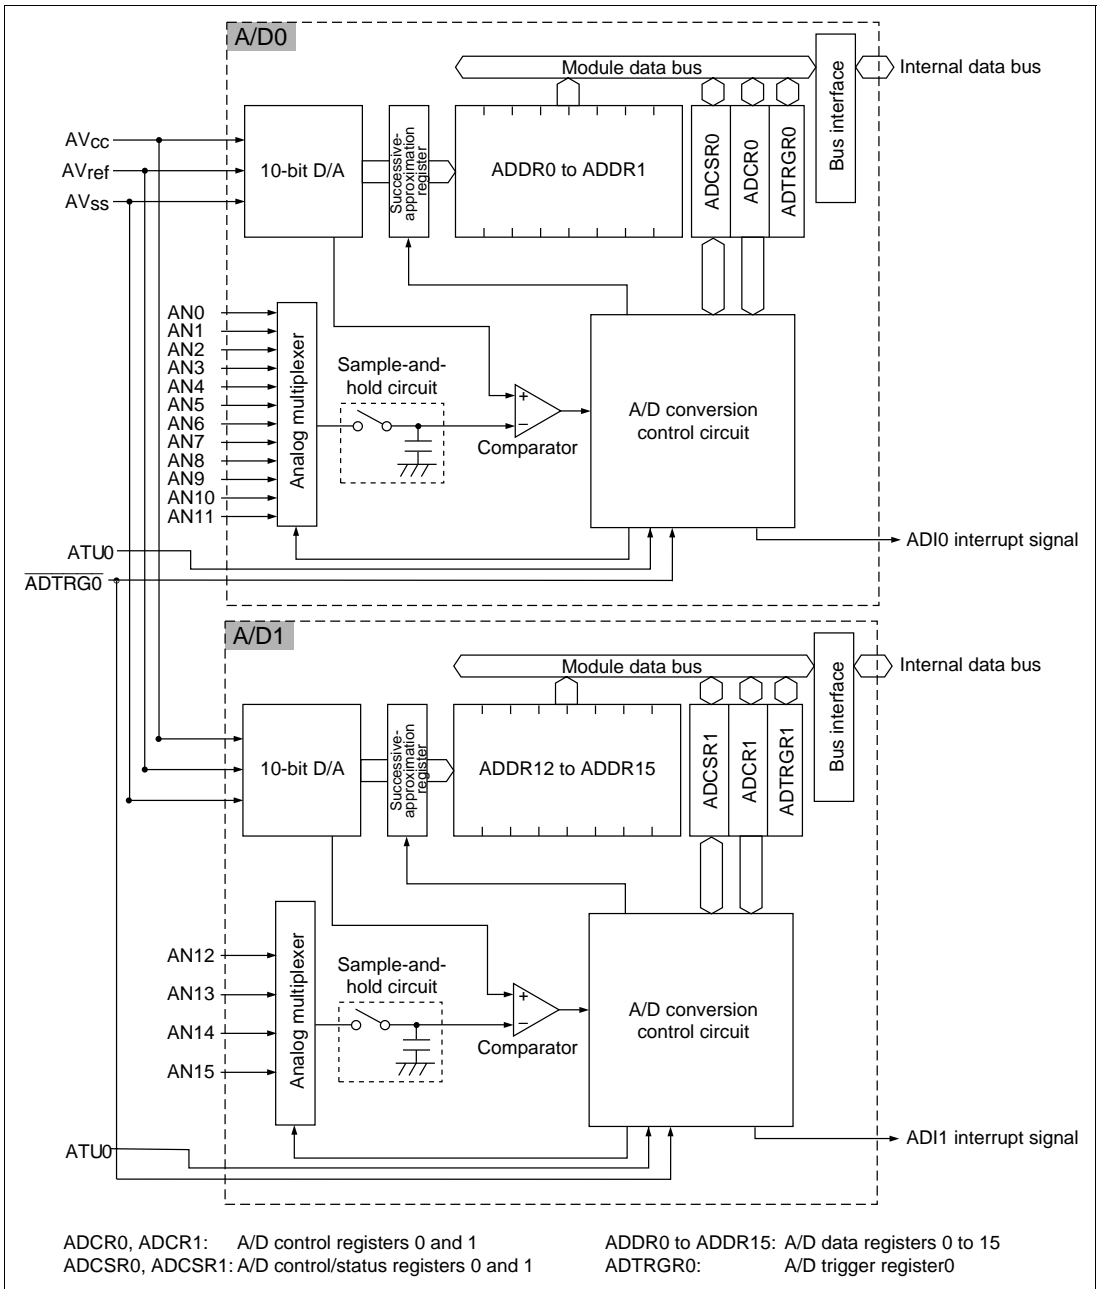 A/D0
Module data bus
Bus interface
Internal data bus
AVcc
AVref
AVss
10-bit D/A
Successive-
approximation
register
ADDR0 to ADDR1
ADCSR0
ADCR0
ADTRGR0
AN0
AN1
AN2
AN3
AN4
AN5
AN6
AN7
AN8
AN9
AN10
AN11
Analog multiplexer
Sample-and-
hold circuit
+
−
Comparator
A/D conversion
control circuit
ATU0
ADTRG0
ADI0 interrupt signal
A/D1
Module data bus
Bus interface
Internal data bus
10-bit D/A
Successive-
approximation
register
ADDR12 to ADDR15
ADCSR1
ADCR1
ADTRGR1
AN12
AN13
AN14
AN15
Analog multiplexer
Sample-and-
hold circuit
+
−
Comparator
A/D conversion
control circuit
ATU0
ADI1 interrupt signal
ADCR0, ADCR1: A/D control registers 0 and 1
ADCSR0, ADCSR1: A/D control/status registers 0 and 1
ADDR0 to ADDR15: A/D data registers 0 to 15
ADTRGR0: A/D trigger register0